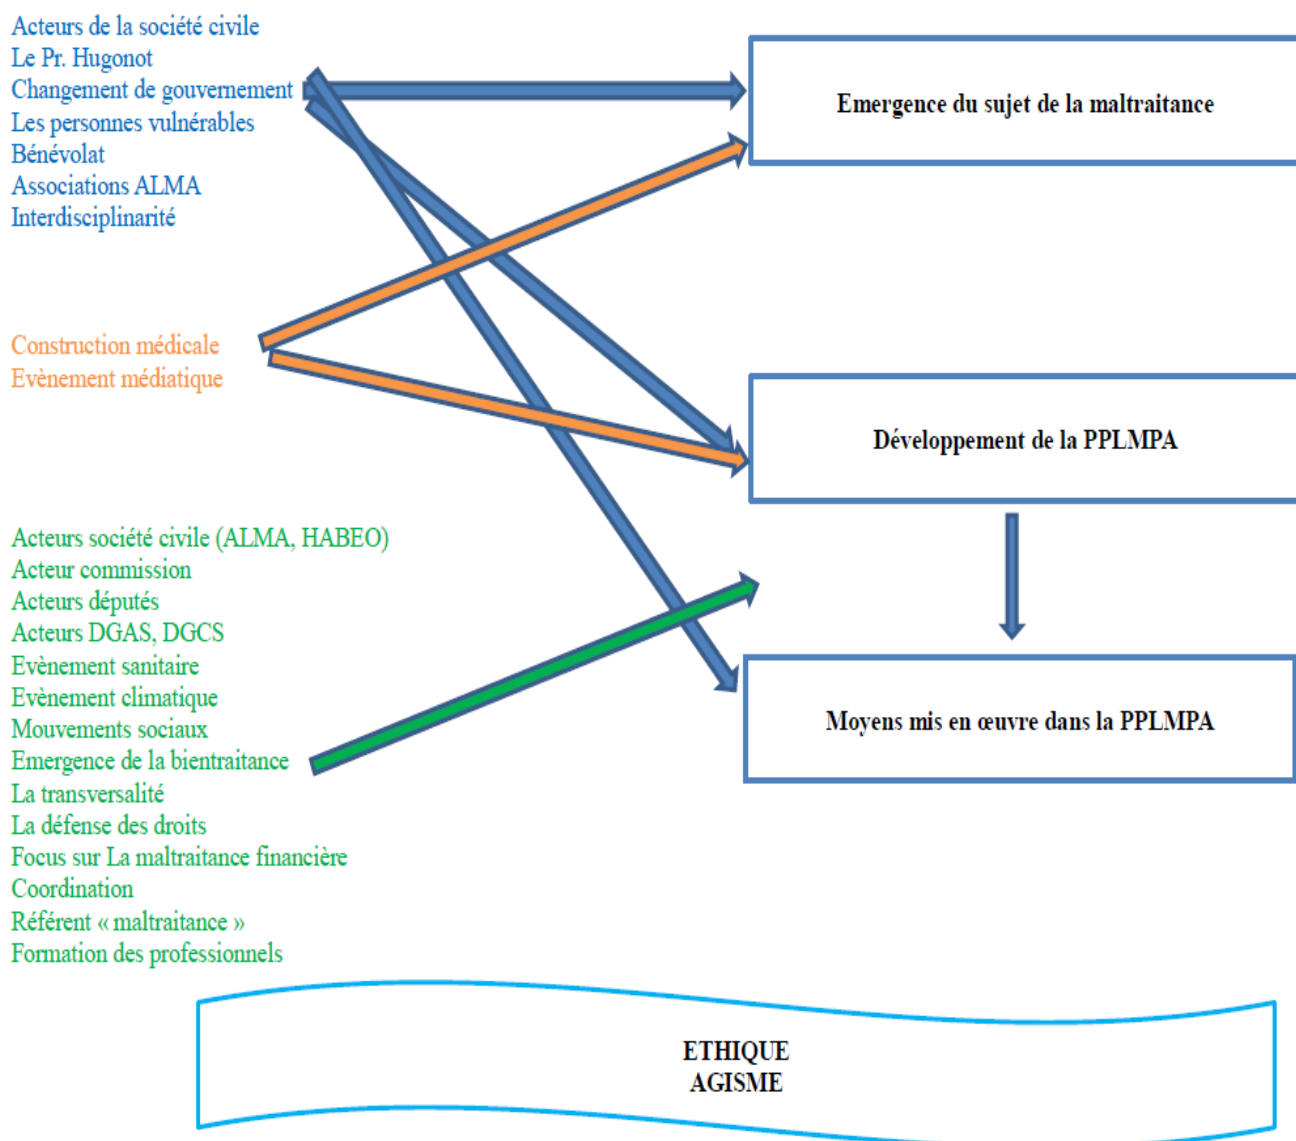 Acteurs de la société civile
Le Pr. Hugonot
Changement de gouvernement
Les personnes vulnérables
Bénévolat
Associations ALMA
Interdisciplinarité
Emergence du sujet de la maltraitance
Construction médicale
Evènement médiatique
Développement de la PPLMPA
Acteurs société civile (ALMA, HABEO)
Acteur commission
Acteurs députés
Acteurs DGAS, DGCS
Evènement sanitaire
Evènement climatique
Mouvements sociaux
Emergence de la bientraitance
La transversalité
La défense des droits
Focus sur La maltraitance financière
Coordination
Référent « maltraitance »
Formation des professionnels
Moyens mis en œuvre dans la PPLMPA
ETHIQUE
AGISME